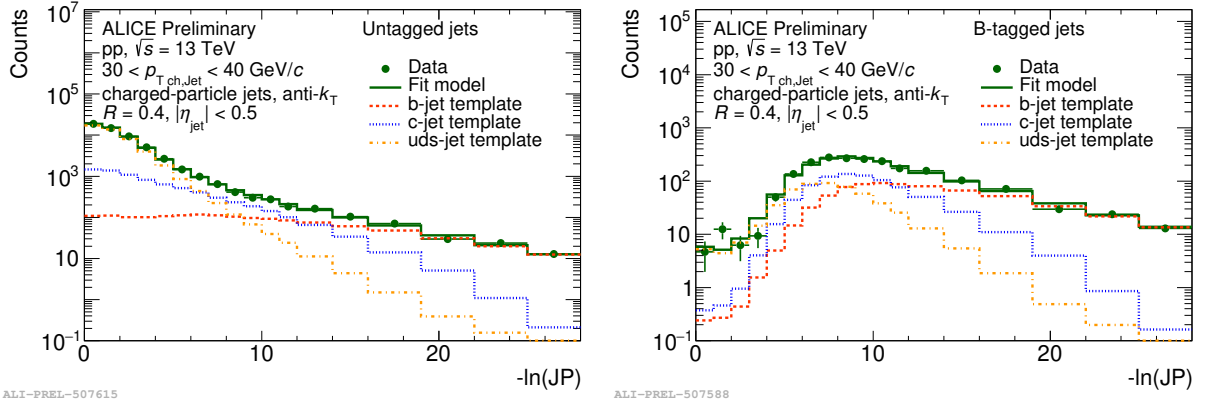 Counts
10^7
10^5
10^3
10
10^-1
ALICE Preliminary
pp, √s = 13 TeV
30 < p_T ch,Jet < 40 GeV/c
charged-particle jets, anti-k_T
R = 0.4, |η_jet| < 0.5
Untagged jets
Data
Fit model
b-jet template
c-jet template
uds-jet template
0 10 20
-ln(JP)
ALI-PREL-507615
Counts
10^5
10^4
10^3
10^2
10
1
10^-1
ALICE Preliminary
pp, √s = 13 TeV
30 < p_T ch,Jet < 40 GeV/c
charged-particle jets, anti-k_T
R = 0.4, |η_jet| < 0.5
B-tagged jets
Data
Fit model
b-jet template
c-jet template
uds-jet template
0 10 20
-ln(JP)
ALI-PREL-507588